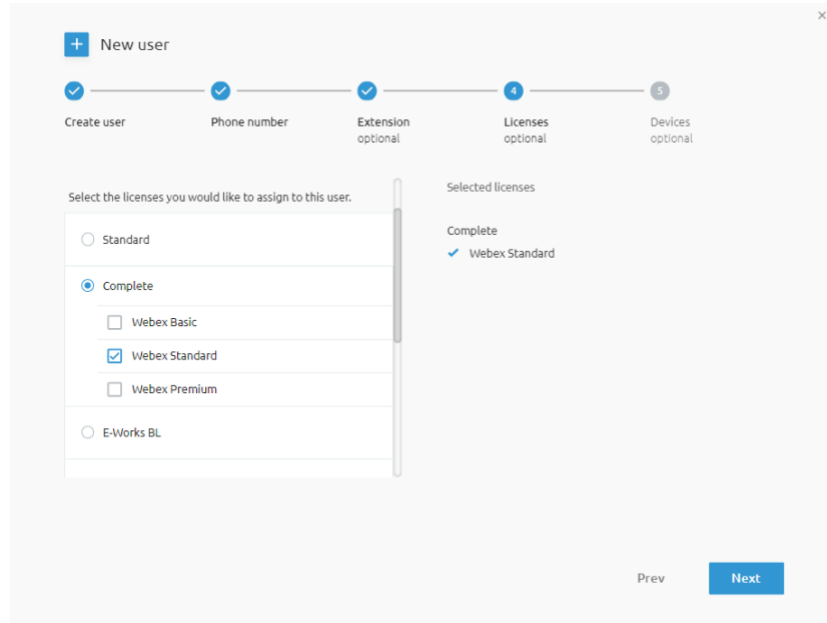 New user
Create user
Phone number
Extension
optional
4
Licenses
optional
5
Devices
optional
Select the licenses you would like to assign to this user.
Standard
Complete
Webex Basic
Webex Standard
Webex Premium
E-Works BL
Selected licenses
Complete
Webex Standard
Prev
Next